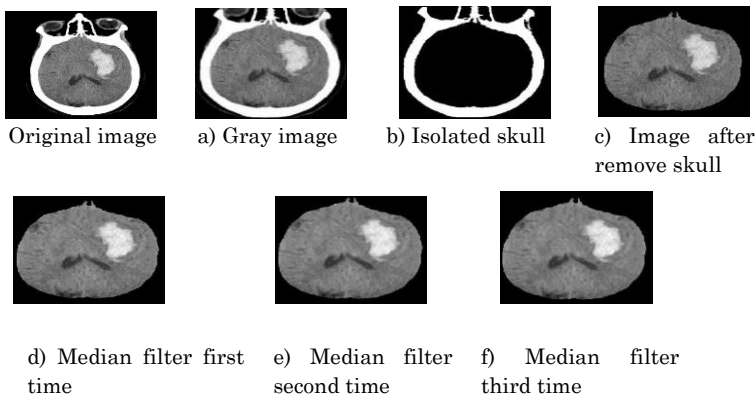 Original image
a) Gray image
b) Isolated skull
c) Image after
remove skull
d) Median filter first
time
e) Median filter
second time
f) Median filter
third time